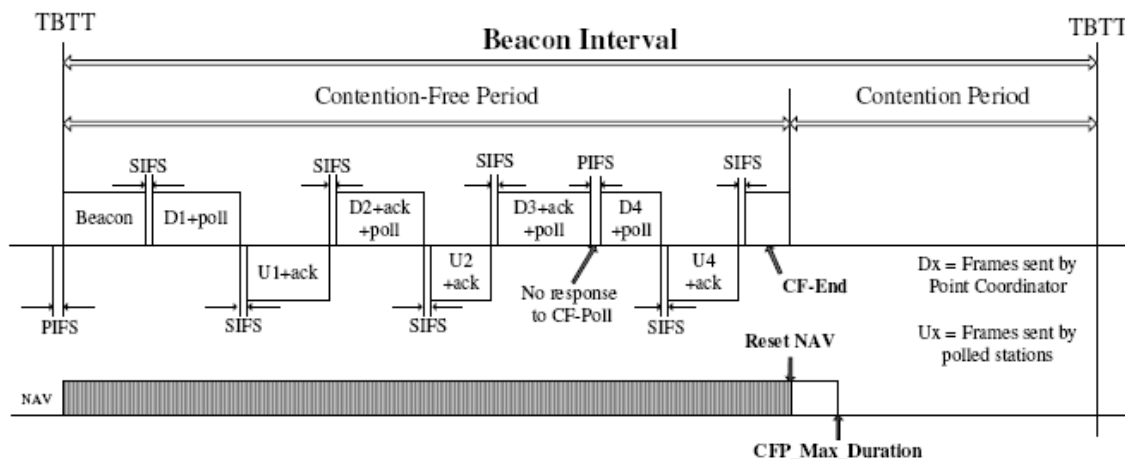 TBTT
TBTT
Beacon Interval
Contention-Free Period
Contention Period
SIFS
SIFS
SIFS
PIFS
SIFS
Beacon
D1+poll
D2+ack
+poll
D3+ack
+poll
D4
+poll
U1+ack
U2
+ack
U4
+ack
No response
to CF-Poll
CF-End
Dx = Frames sent by
Point Coordinator
PIFS
SIFS
SIFS
SIFS
Ux = Frames sent by
polled stations
Reset NAV
NAV
CFP_Max_Duration